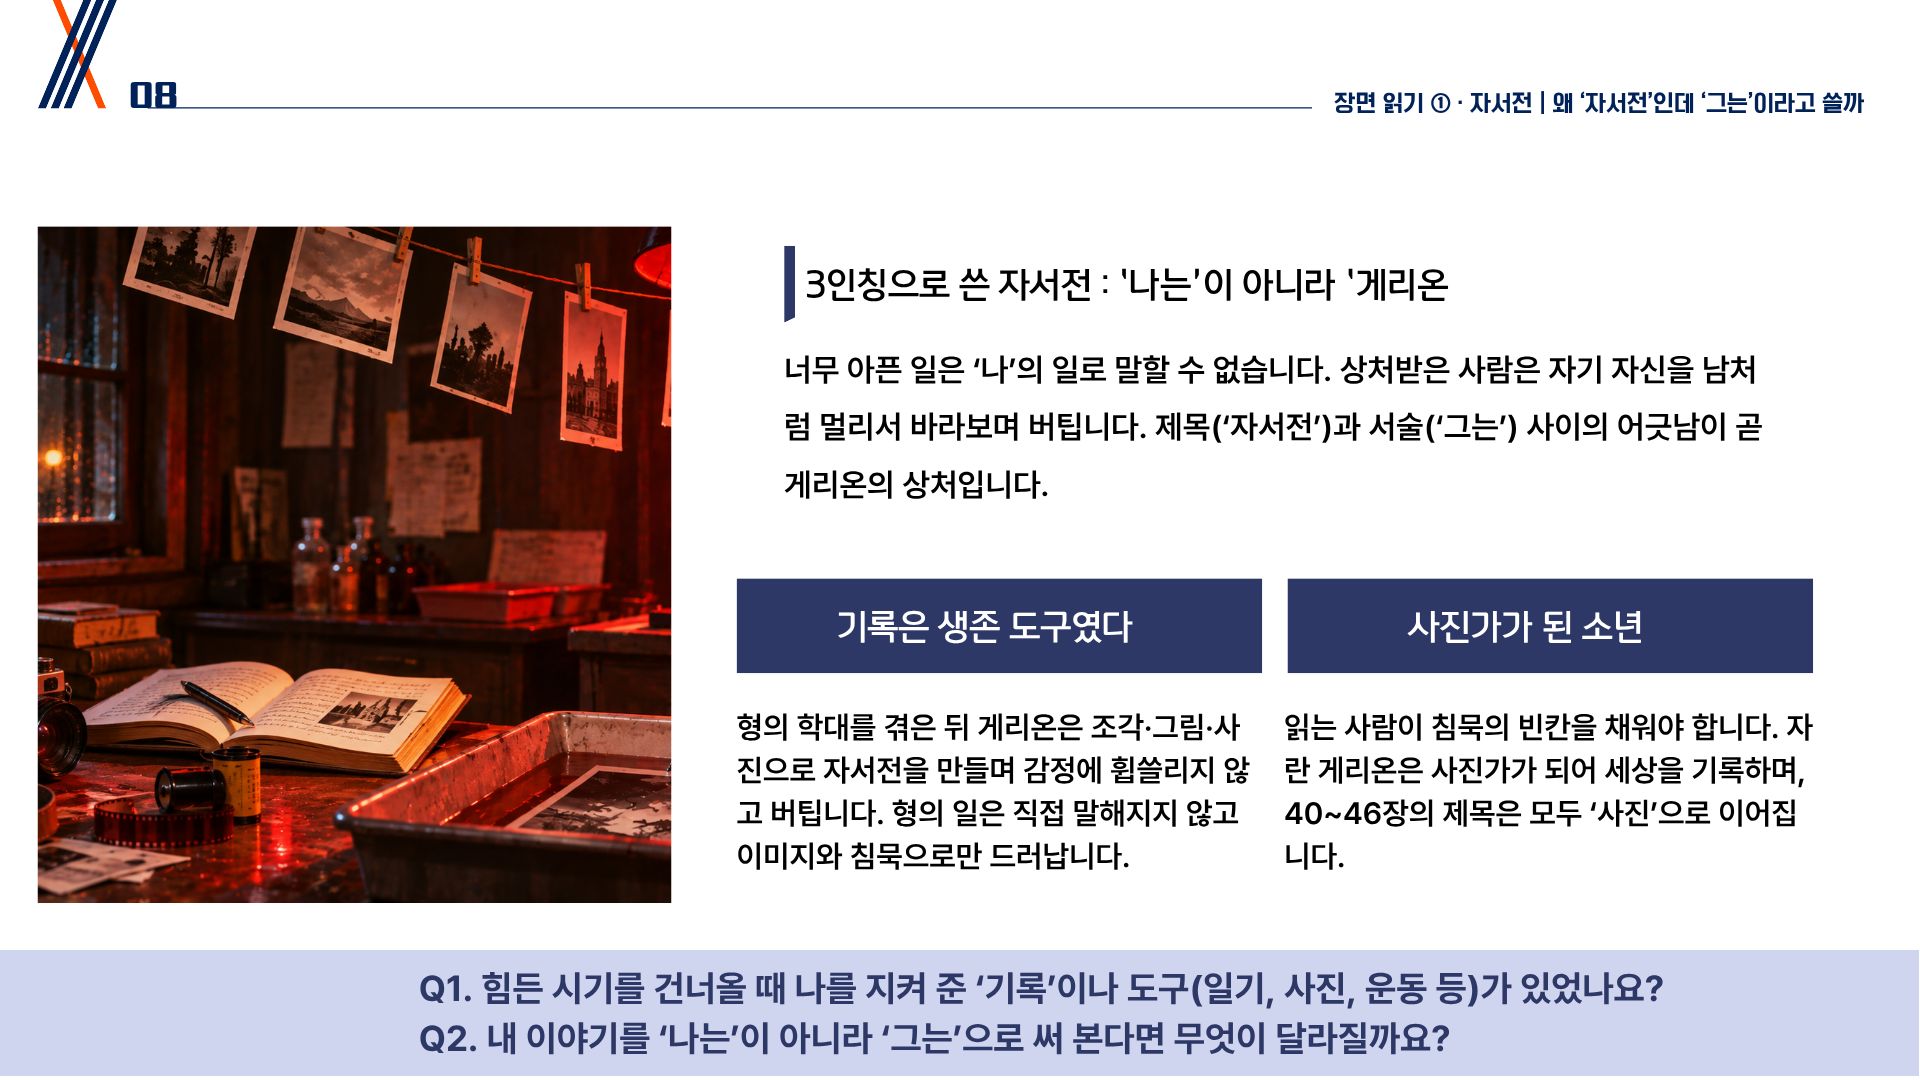 08
장면 읽기 ① · 자서전 | 왜 ‘자서전’인데 ‘그는’이라고 쓸까
3인칭으로 쓴 자서전 : '나는'이 아니라 '게리온
너무 아픈 일은 ‘나’의 일로 말할 수 없습니다. 상처받은 사람은 자기 자신을 남처
럼 멀리서 바라보며 버팁니다. 제목(‘자서전’)과 서술(‘그는’) 사이의 어긋남이 곧
게리온의 상처입니다.
기록은 생존 도구였다
형의 학대를 겪은 뒤 게리온은 조각·그림·사
진으로 자서전을 만들며 감정에 휩쓸리지 않
고 버팁니다. 형의 일은 직접 말해지지 않고
이미지와 침묵으로만 드러납니다.
사진가가 된 소년
읽는 사람이 침묵의 빈칸을 채워야 합니다. 자
란 게리온은 사진가가 되어 세상을 기록하며,
40~46장의 제목은 모두 ‘사진’으로 이어집
니다.
Q1. 힘든 시기를 건너올 때 나를 지켜 준 ‘기록’이나 도구(일기, 사진, 운동 등)가 있었나요?
Q2. 내 이야기를 ‘나는’이 아니라 ‘그는’으로 써 본다면 무엇이 달라질까요?